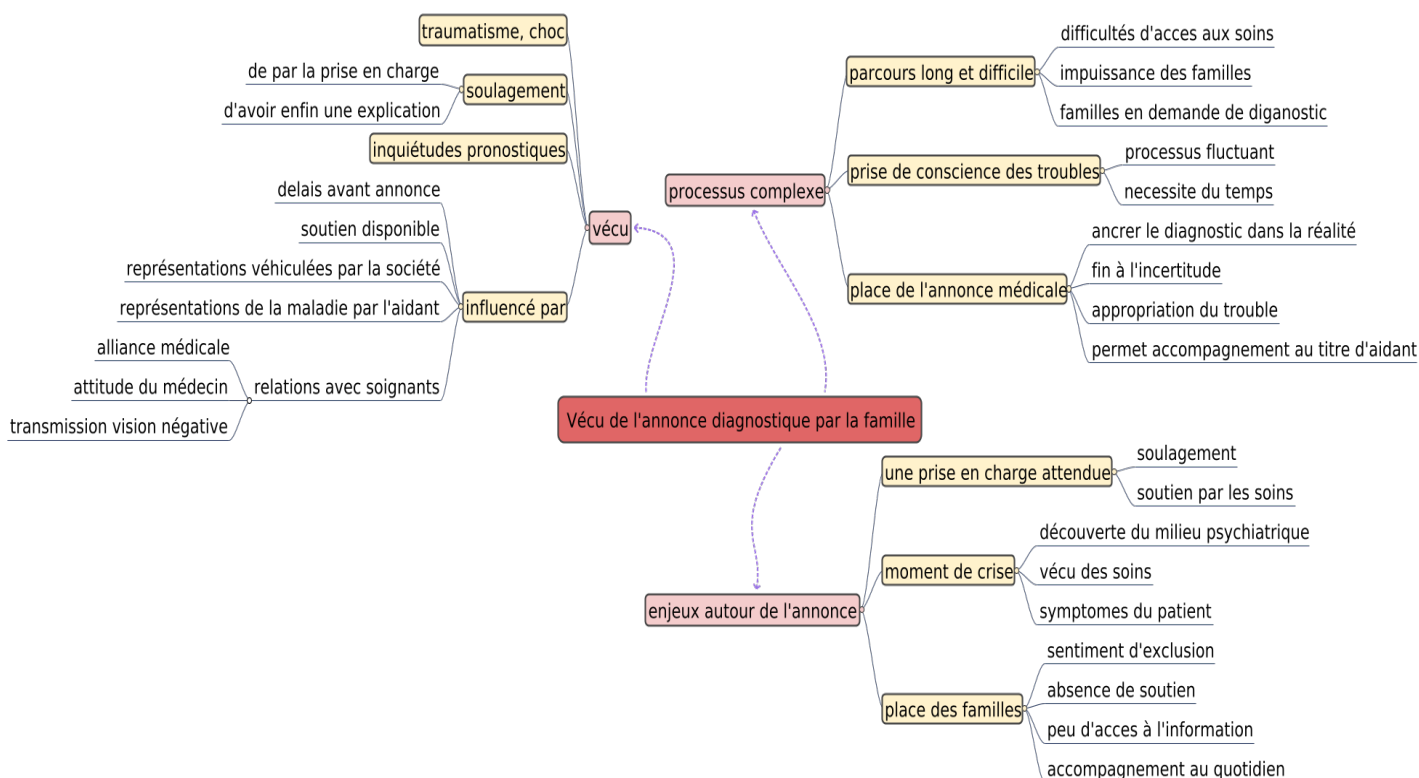 traumatisme, choc
de par la prise en charge
soulagement
d'avoir enfin une explication
inquiétudes pronostiques
delais avant annonce
soutien disponible
vécu
représentations véhiculées par la société
représentations de la maladie par l'aidant
influencé par
alliance médicale
attitude du médecin
relations avec soignants
transmission vision négative
difficultés d'acces aux soins
parcours long et difficile
impuissance des familles
familles en demande de diganostic
processus fluctuant
prise de conscience des troubles
necessite du temps
processus complexe
ancrer le diagnostic dans la réalité
fin à l'incertitude
place de l'annonce médicale
appropriation du trouble
permet accompagnement au titre d'aidant
Vécu de l'annonce diagnostique par la famille
soulagement
une prise en charge attendue
soutien par les soins
découverte du milieu psychiatrique
moment de crise
vécu des soins
symptomes du patient
enjeux autour de l'annonce
sentiment d'exclusion
absence de soutien
place des familles
peu d'acces à l'information
accompagnement au quotidien